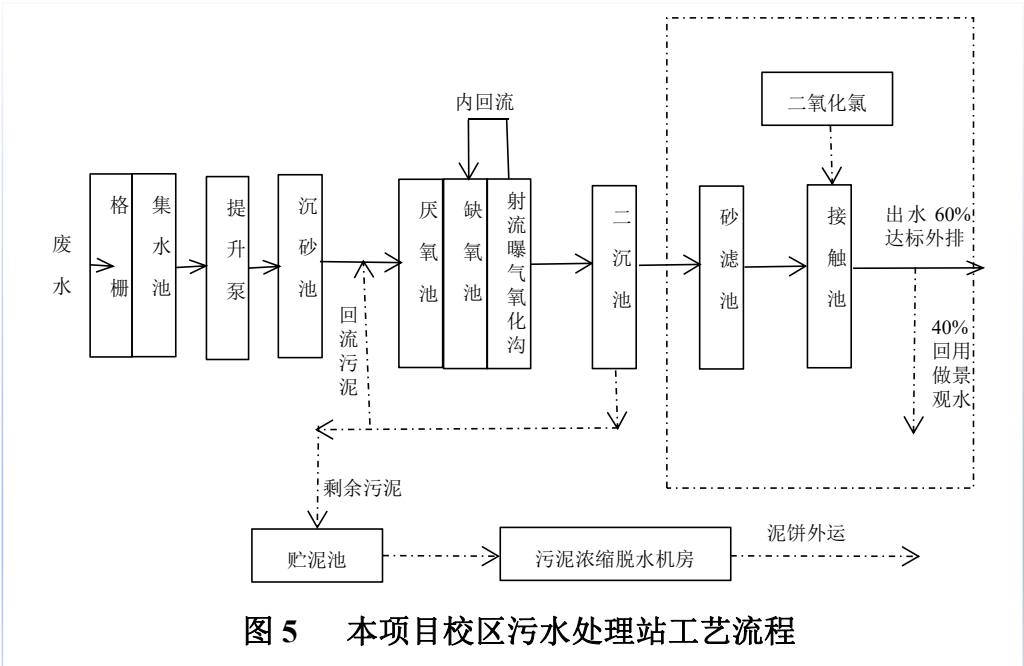 二氧化氯
内回流
废水
格栅
集水池
提升泵
沉砂池
厌氧池
缺氧池
射流曝气氧化沟
二沉池
砂滤池
接触池
出水 60%
达标外排
回流污泥
40%
回用
做景
观水
剩余污泥
贮泥池
污泥浓缩脱水机房
泥饼外运
图 5 本项目校区污水处理站工艺流程